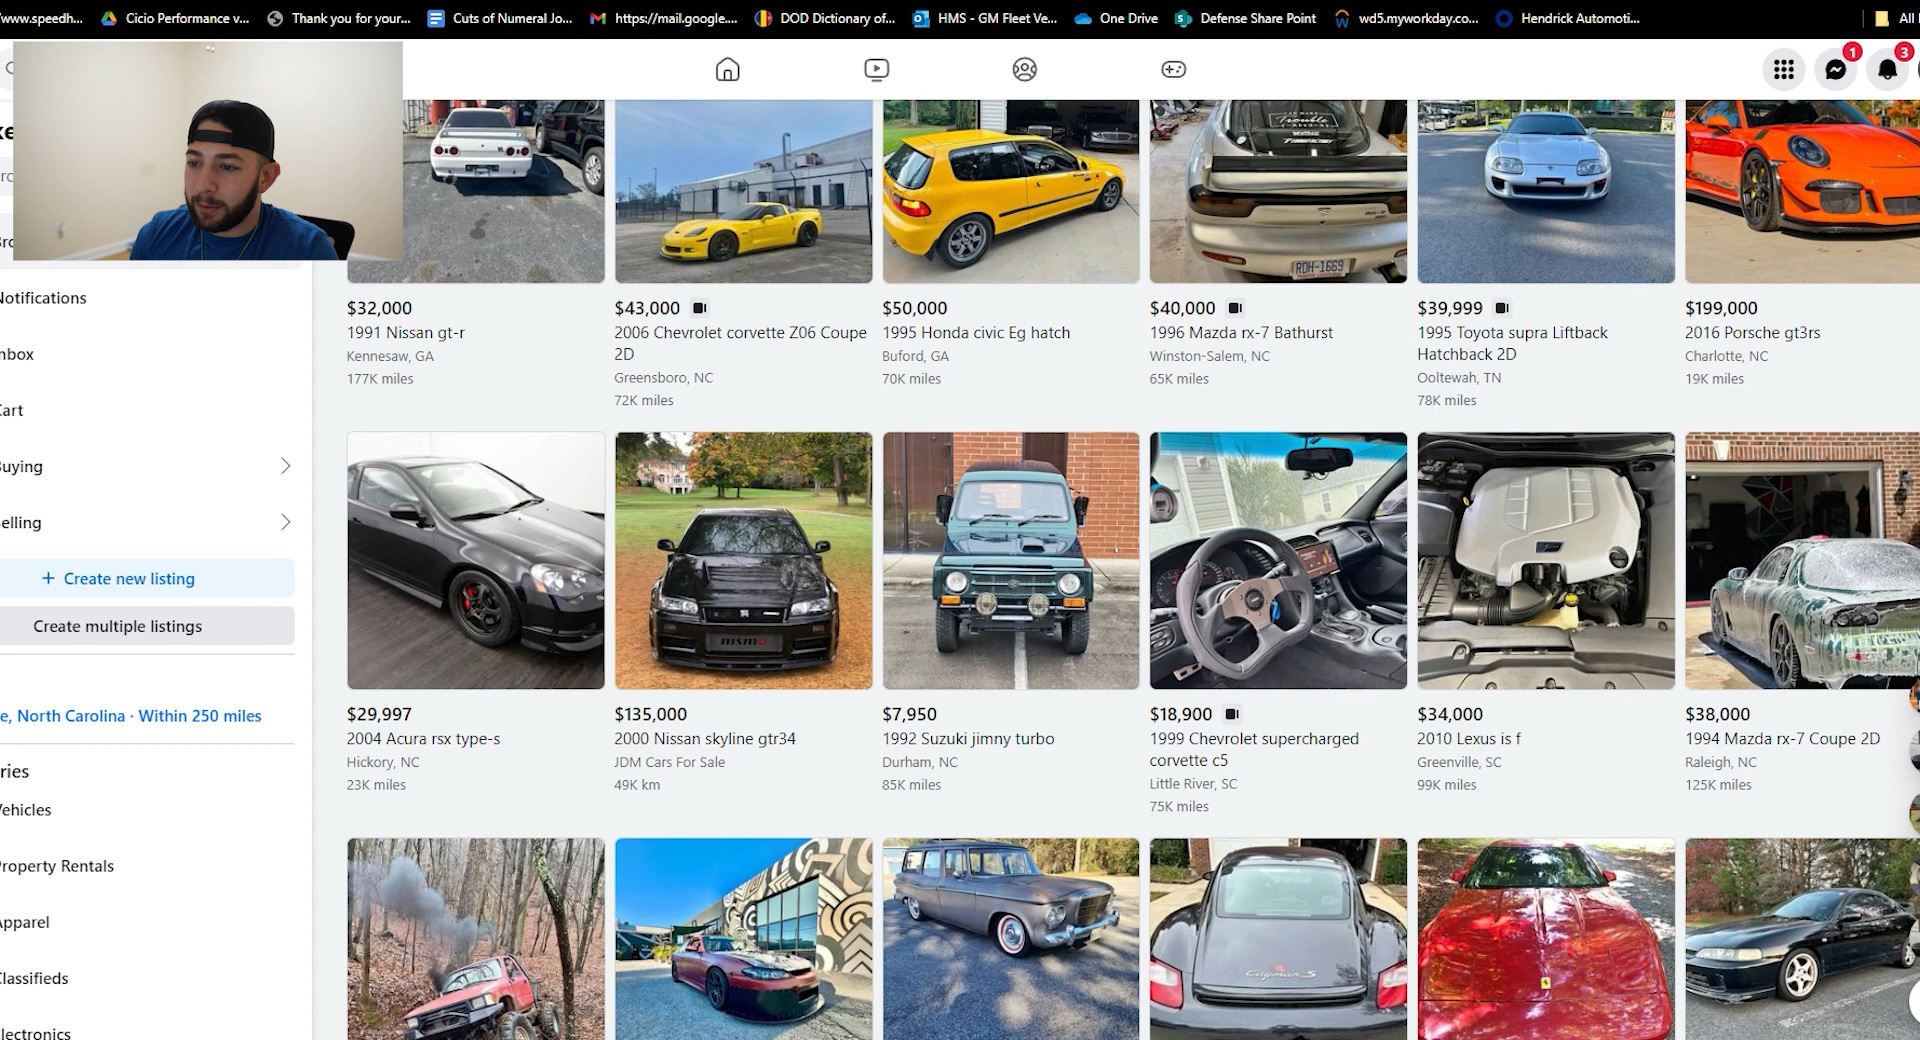 www.speedh...
Cicio Performance v...
Thank you for your...
Cuts of Numeral Jo...
https://mail.google....
DOD Dictionary of...
HMS - GM Fleet Ve...
One Drive
Defense Share Point
wd5.myworkday.co...
Hendrick Automoti...
All
1
3
Notifications
Inbox
Cart
Buying
Selling
+ Create new listing
Create multiple listings
e, North Carolina · Within 250 miles
ries
Vehicles
Property Rentals
Apparel
Classifieds
Electronics
$32,000
1991 Nissan gt-r
Kennesaw, GA
177K miles
$43,000
2006 Chevrolet corvette Z06 Coupe
2D
Greensboro, NC
72K miles
$50,000
1995 Honda civic Eg hatch
Buford, GA
70K miles
Trouble
RDH-1669
$40,000
1996 Mazda rx-7 Bathurst
Winston-Salem, NC
65K miles
$39,999
1995 Toyota supra Liftback
Hatchback 2D
Ooltewah, TN
78K miles
$199,000
2016 Porsche gt3rs
Charlotte, NC
19K miles
$29,997
2004 Acura rsx type-s
Hickory, NC
23K miles
nismo
$135,000
2000 Nissan skyline gtr34
JDM Cars For Sale
49K km
$7,950
1992 Suzuki jimny turbo
Durham, NC
85K miles
$18,900
1999 Chevrolet supercharged
corvette c5
Little River, SC
75K miles
$34,000
2010 Lexus is f
Greenville, SC
99K miles
$38,000
1994 Mazda rx-7 Coupe 2D
Raleigh, NC
125K miles
Cayman S